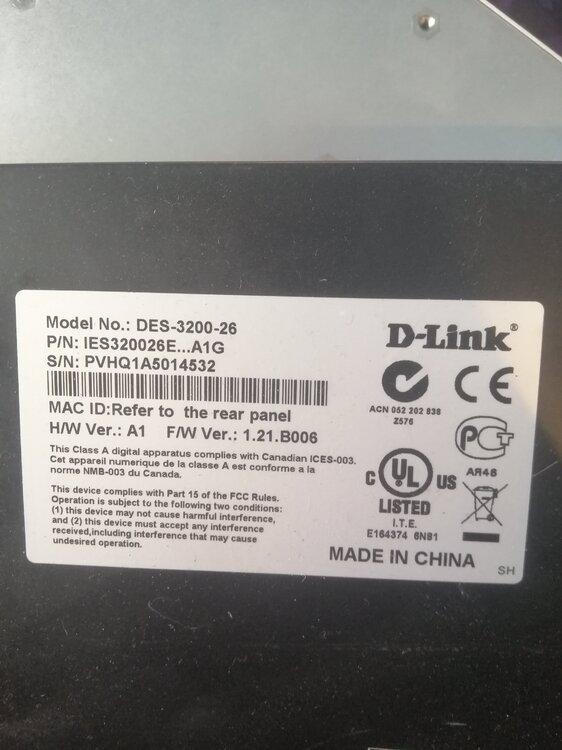 Model No.: DES-3200-26
P/N: IES320026E...A1G
S/N: PVHQ1A5014532
MAC ID:Refer to the rear panel
H/W Ver.: A1 F/W Ver.: 1.21.B006
This Class A digital apparatus complies with Canadian ICES-003.
Cet appareil numerique de la classe A est conforme a la
norme NMB-003 du Canada.
This device complies with Part 15 of the FCC Rules.
Operation is subject to the following two conditions:
(1) this device may not cause harmful interference,
and (2) this device must accept any interference
received,including interference that may cause
undesired operation.
D-Link®
CE
ACN 052 202 838
Z576
PCT
АЯ46
C UL US
LISTED
I.T.E.
E164374 6N81
MADE IN CHINA
SH